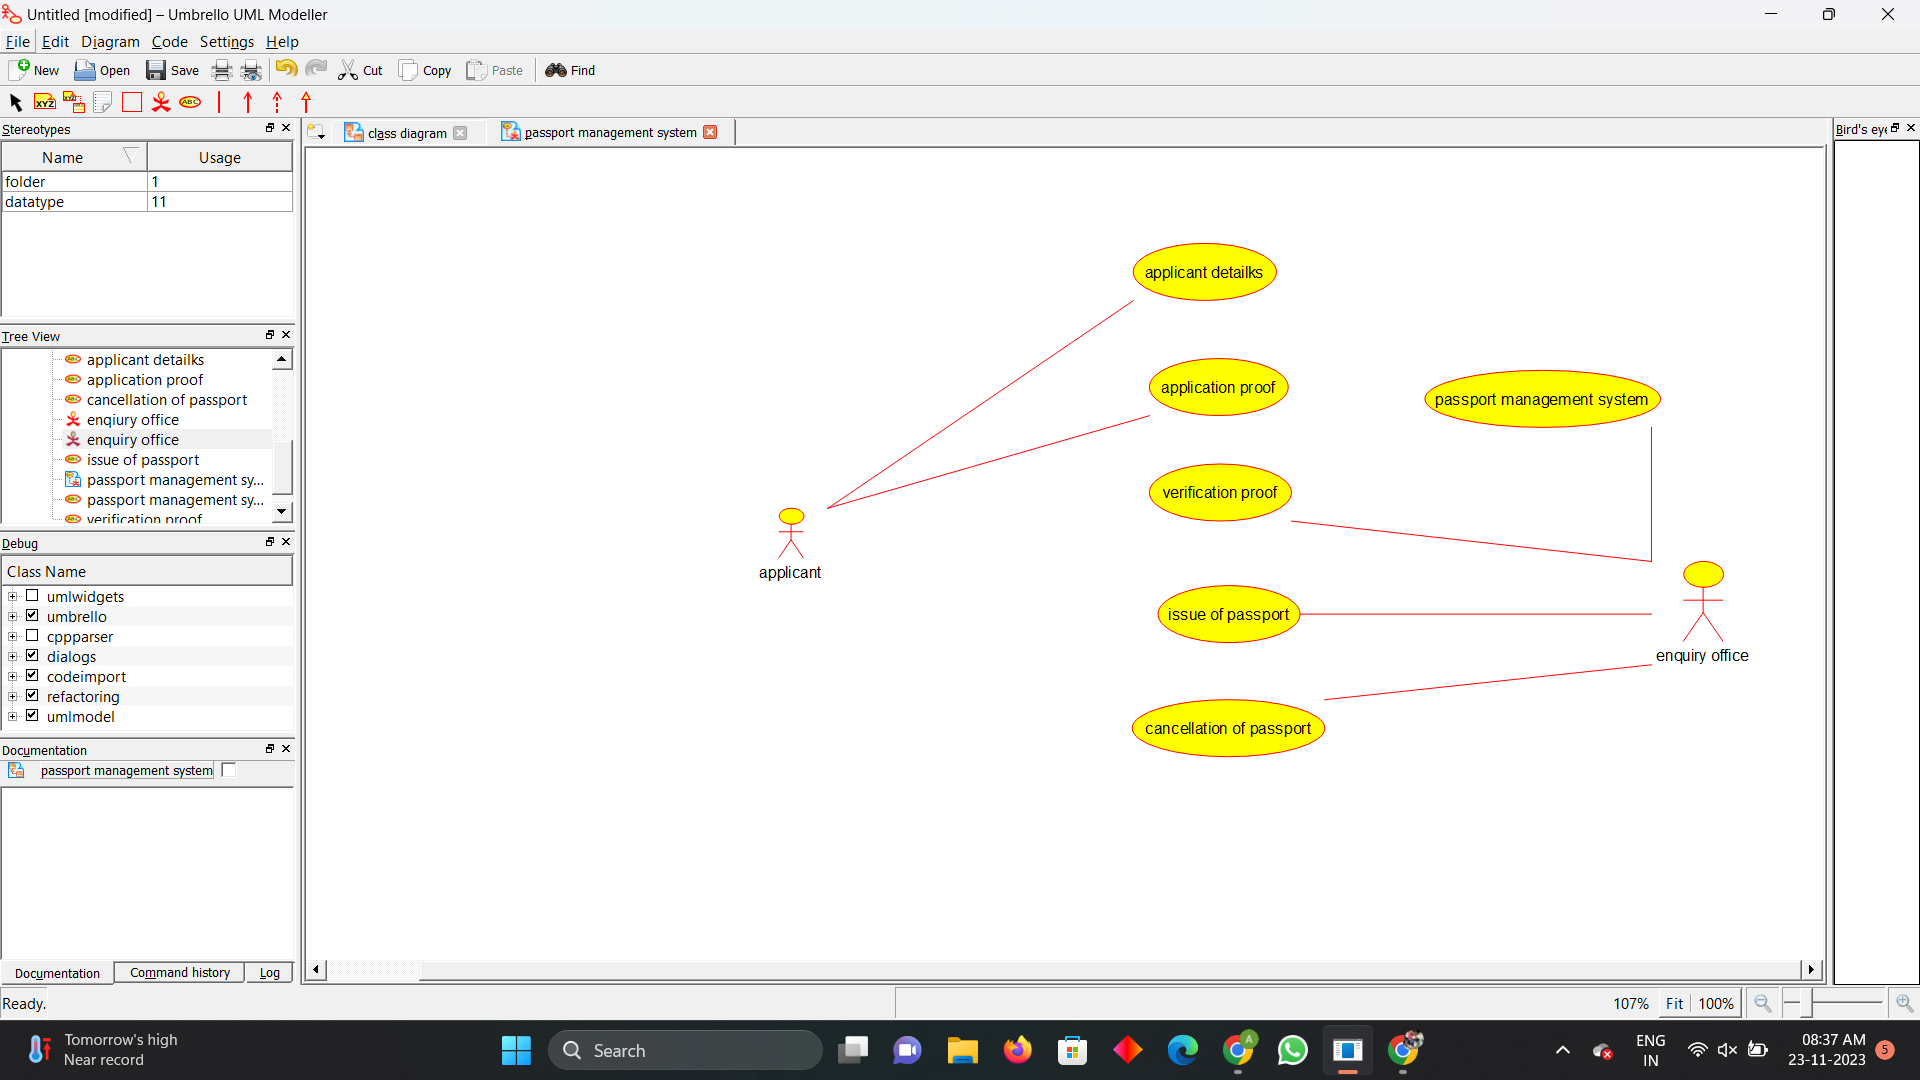 Untitled [modified] – Umbrello UML Modeller
File Edit Diagram Code Settings Help
New Open Save Cut Copy Paste Find
XYZ XYZ ABC
Stereotypes
class diagram passport management system
Bird's eye
Name Usage
folder 1
datatype 11
Tree View
applicant detailks
application proof
cancellation of passport
enqiury office
enquiry office
issue of passport
passport management sy...
passport management sy...
verification proof
Debug
Class Name
umlwidgets
umbrello
cppparser
dialogs
codeimport
refactoring
umlmodel
Documentation
passport management system
Documentation Command history Log
applicant detailks
application proof
passport management system
verification proof
applicant
issue of passport
enquiry office
cancellation of passport
Ready.
107% Fit 100%
Tomorrow's high
Near record
Search
A
ENG
IN
08:37 AM
23-11-2023
5